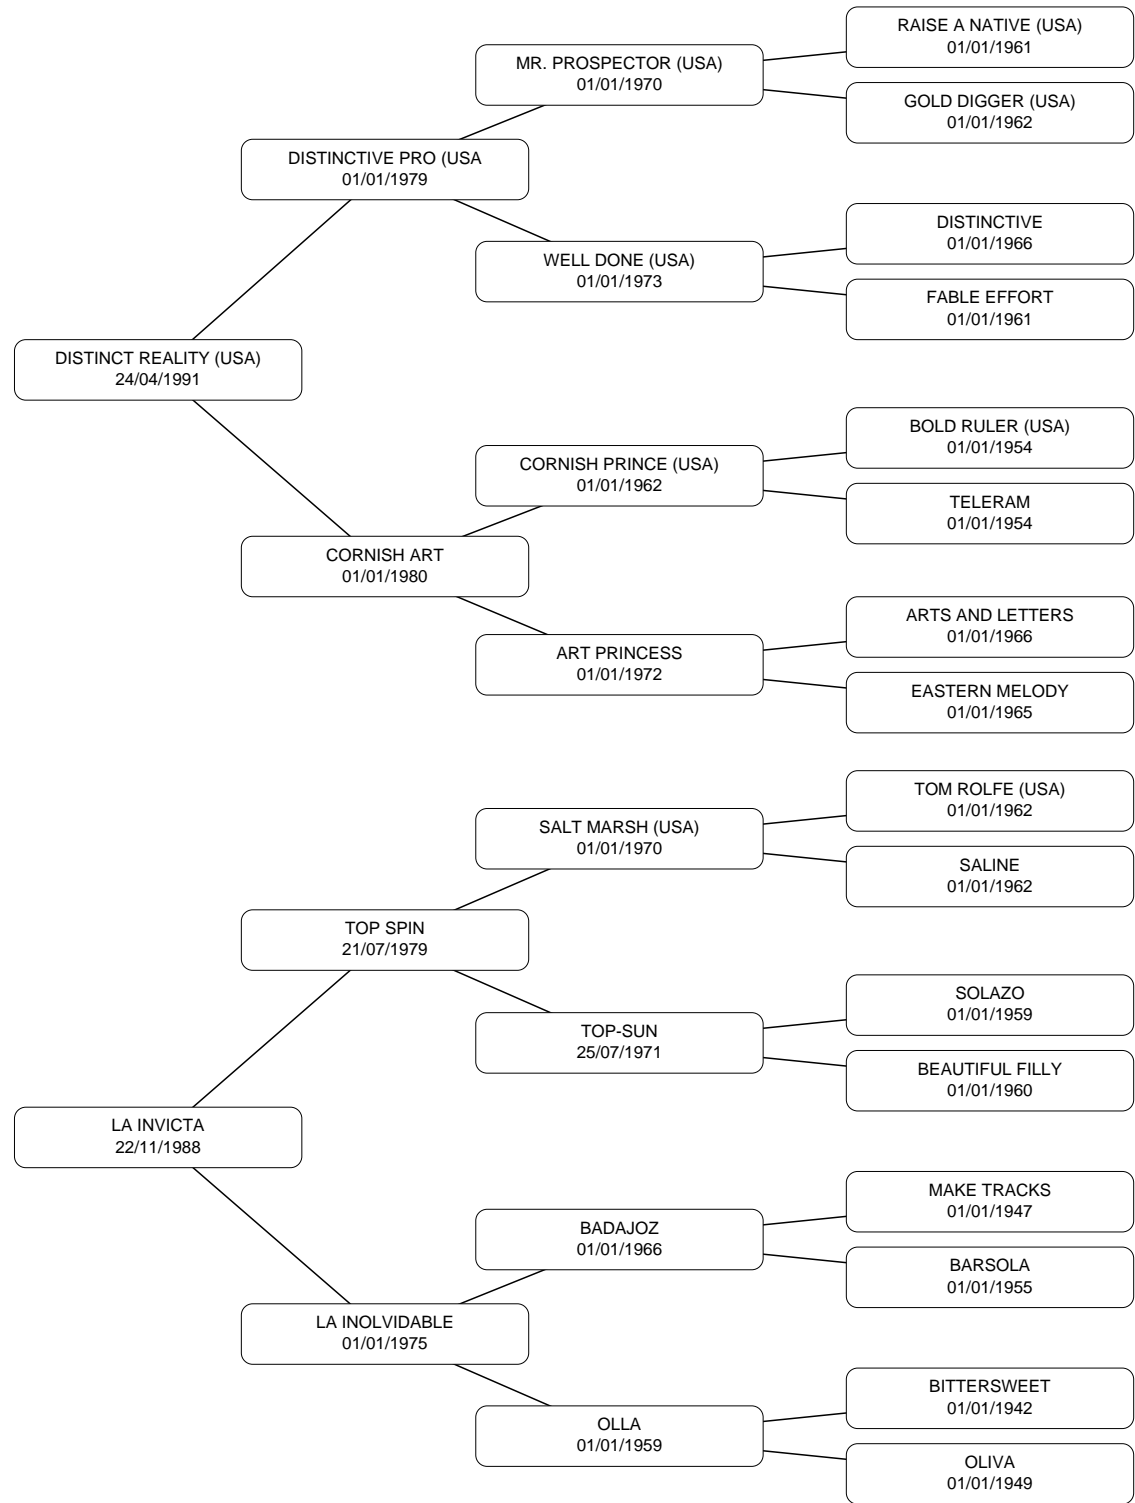 RAISE A NATIVE (USA)
01/01/1961
MR. PROSPECTOR (USA)
01/01/1970
GOLD DIGGER (USA)
01/01/1962
DISTINCTIVE PRO (USA
01/01/1979
DISTINCTIVE
01/01/1966
WELL DONE (USA)
01/01/1973
FABLE EFFORT
01/01/1961
DISTINCT REALITY (USA)
24/04/1991
BOLD RULER (USA)
01/01/1954
CORNISH PRINCE (USA)
01/01/1962
TELERAM
01/01/1954
CORNISH ART
01/01/1980
ARTS AND LETTERS
01/01/1966
ART PRINCESS
01/01/1972
EASTERN MELODY
01/01/1965
TOM ROLFE (USA)
01/01/1962
SALT MARSH (USA)
01/01/1970
SALINE
01/01/1962
TOP SPIN
21/07/1979
SOLAZO
01/01/1959
TOP-SUN
25/07/1971
BEAUTIFUL FILLY
01/01/1960
LA INVICTA
22/11/1988
MAKE TRACKS
01/01/1947
BADAJOZ
01/01/1966
BARSOLA
01/01/1955
LA INOLVIDABLE
01/01/1975
BITTERSWEET
01/01/1942
OLLA
01/01/1959
OLIVA
01/01/1949